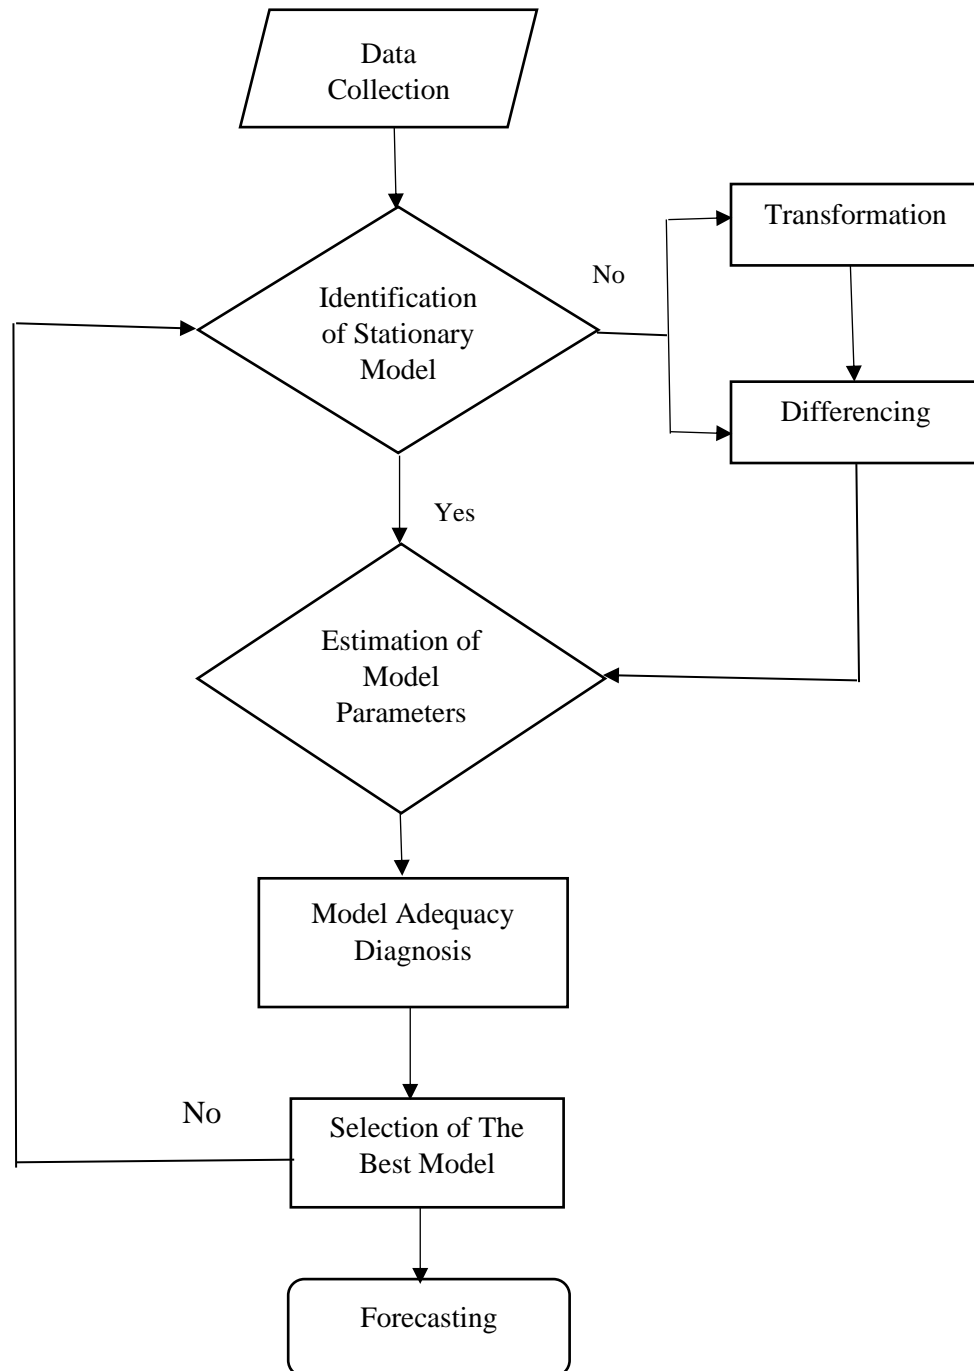 Data
Collection
Transformation
No
Identification
of Stationary
Model
Differencing
Yes
Estimation of
Model
Parameters
Model Adequacy
Diagnosis
No
Selection of The
Best Model
Forecasting